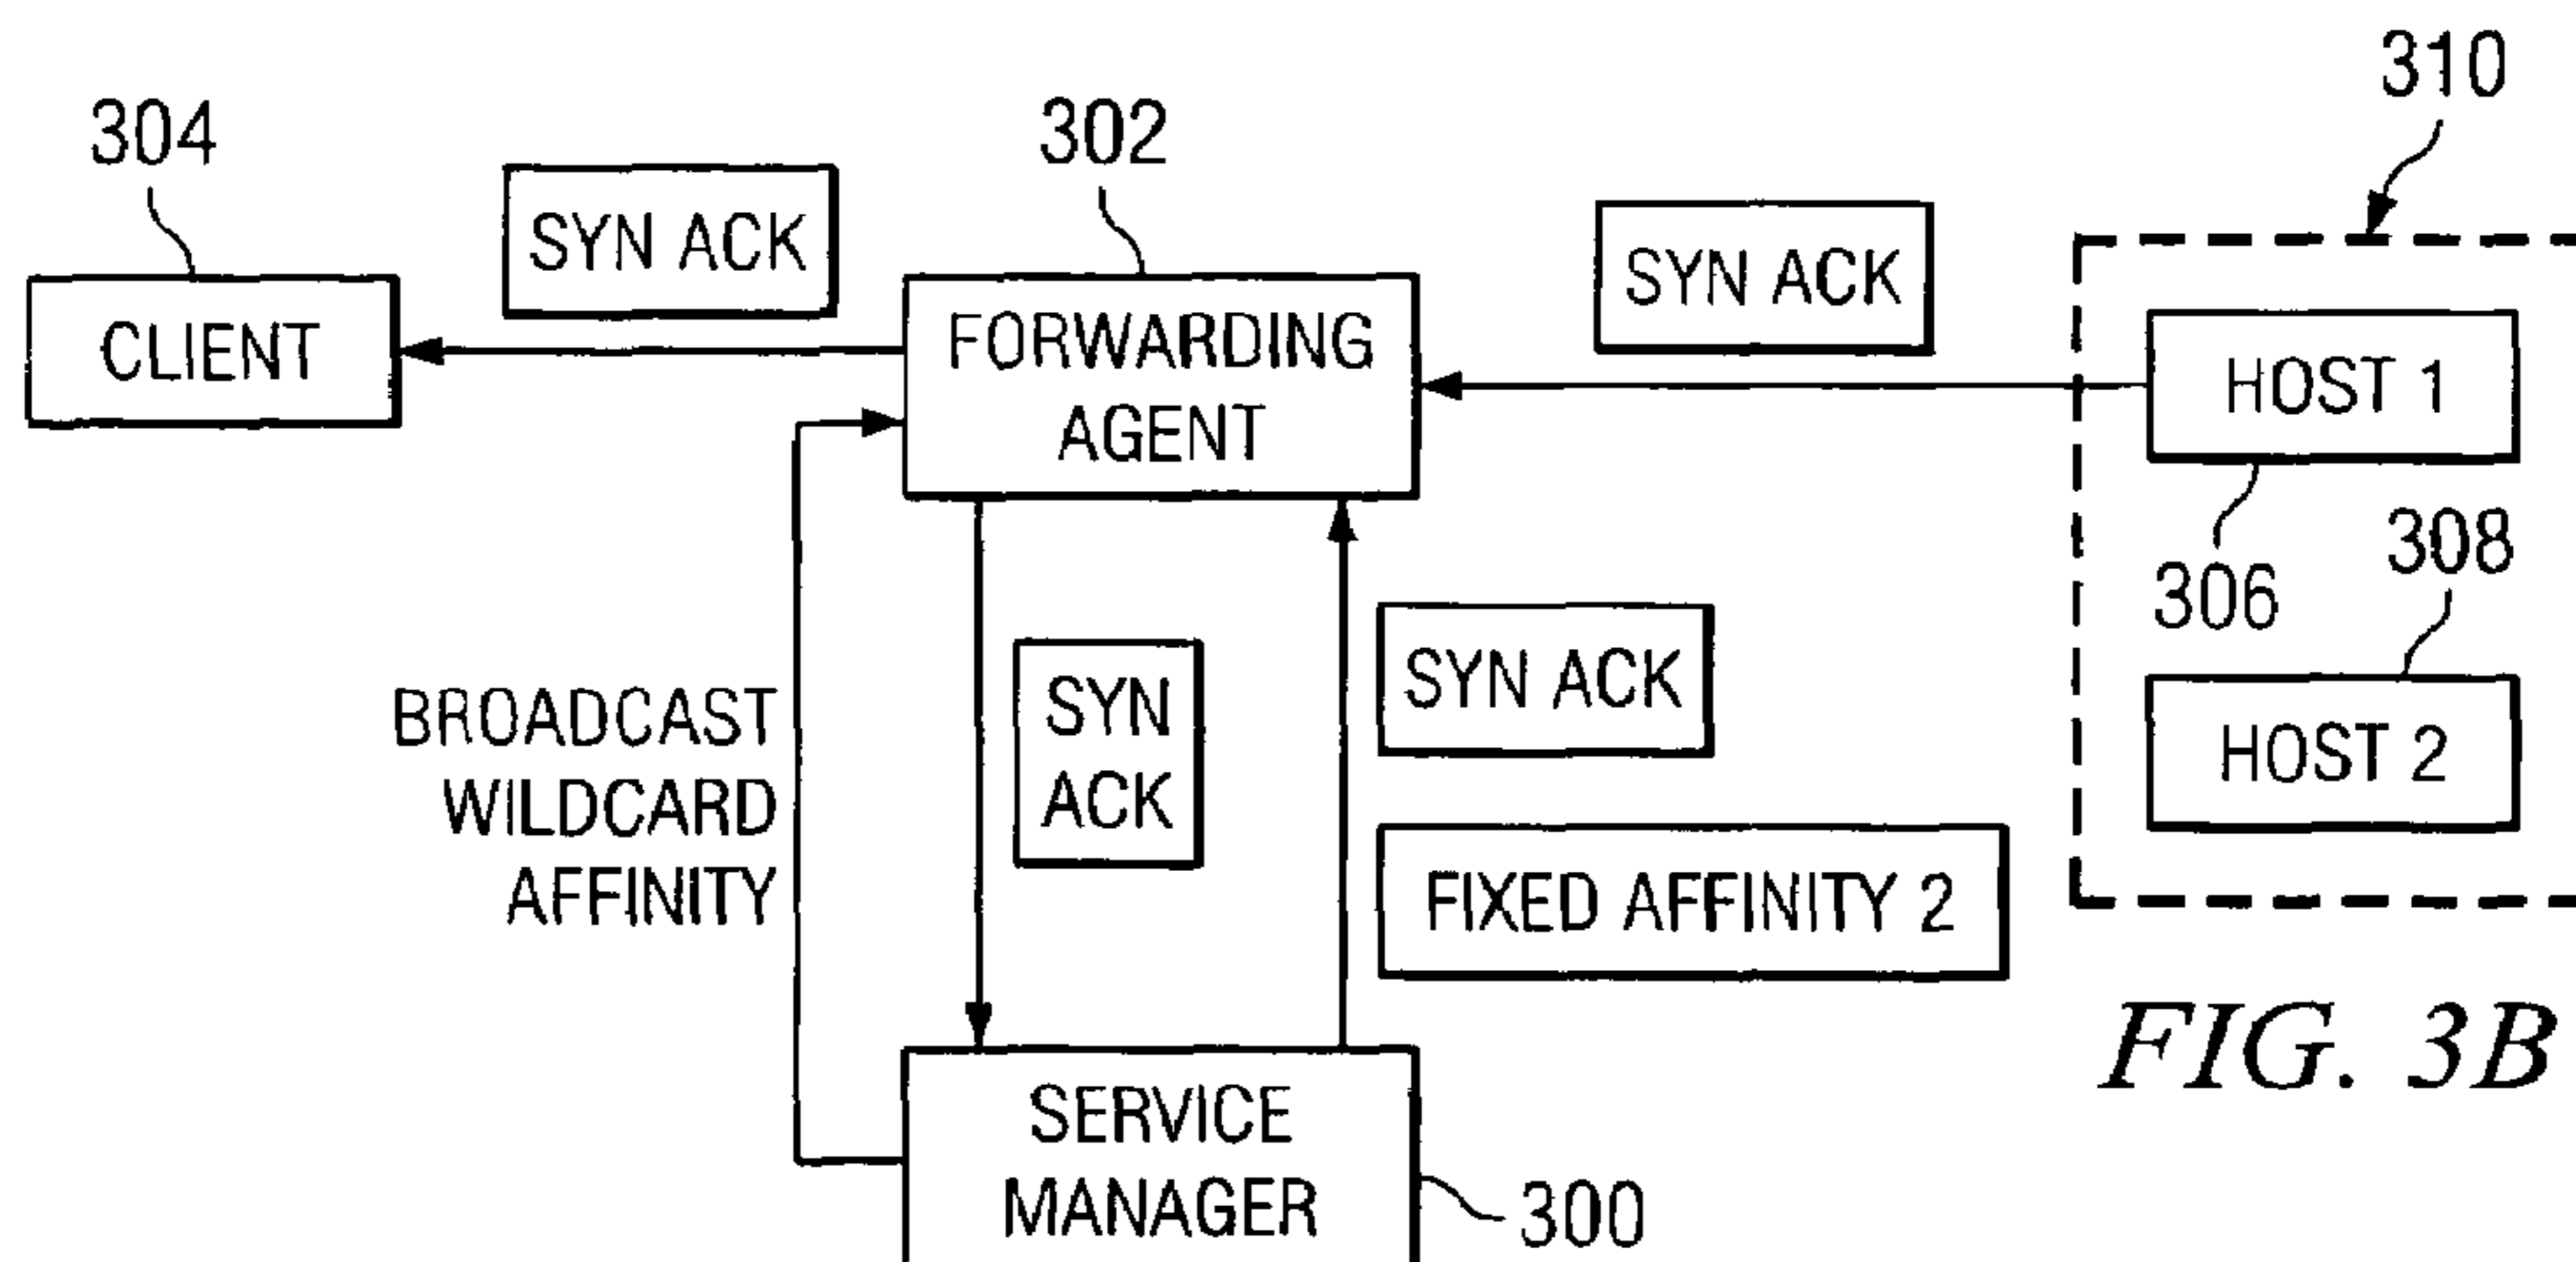 310
304
302
SYN ACK
SYN ACK
CLIENT
FORWARDING
AGENT
HOST 1
306
308
SYN ACK
SYN
ACK
HOST 2
BROADCAST
WILDCARD
AFFINITY
FIXED AFFINITY 2
FIG. 3B
SERVICE
MANAGER
300